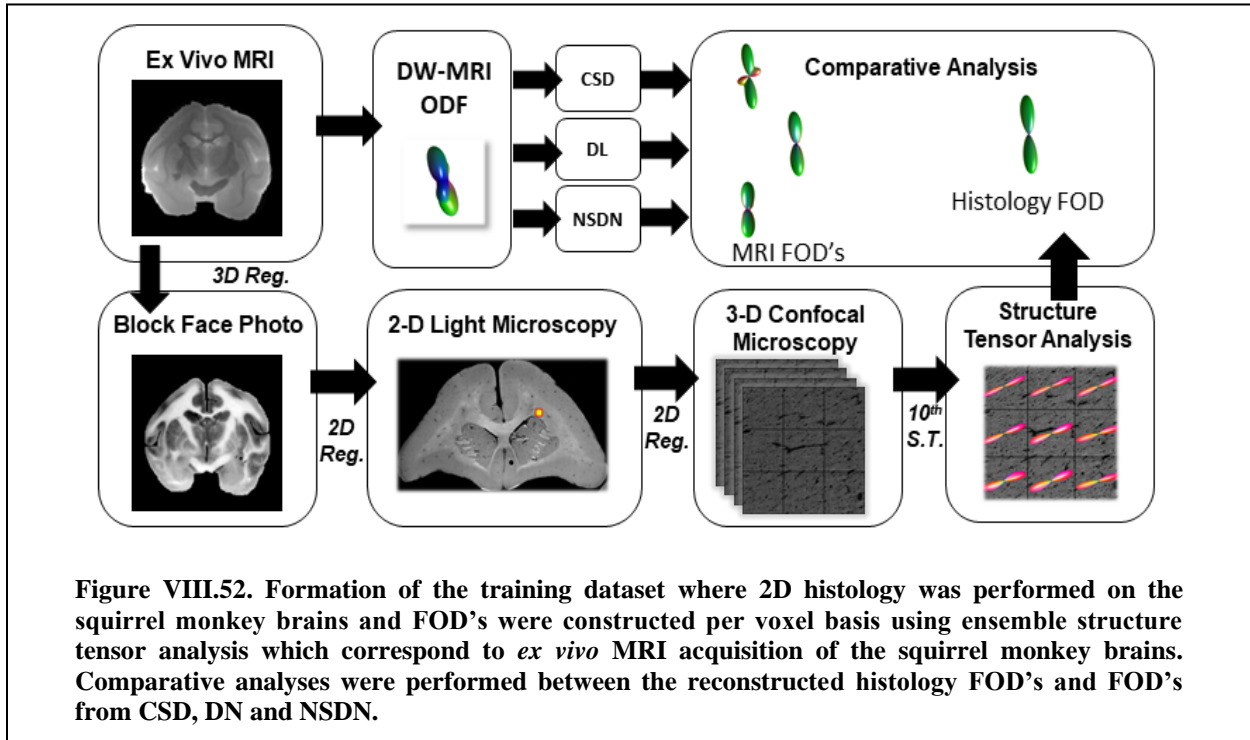 Ex Vivo MRI
DW-MRI
ODF
CSD
DL
NSDN
Comparative Analysis
MRI FOD's
Histology FOD
3D Reg.
Block Face Photo
2D
Reg.
2-D Light Microscopy
2D
Reg.
3-D Confocal
Microscopy
10th
S.T.
Structure
Tensor Analysis
Figure VIII.52. Formation of the training dataset where 2D histology was performed on the
squirrel monkey brains and FOD's were constructed per voxel basis using ensemble structure
tensor analysis which correspond to ex vivo MRI acquisition of the squirrel monkey brains.
Comparative analyses were performed between the reconstructed histology FOD's and FOD's
from CSD, DN and NSDN.